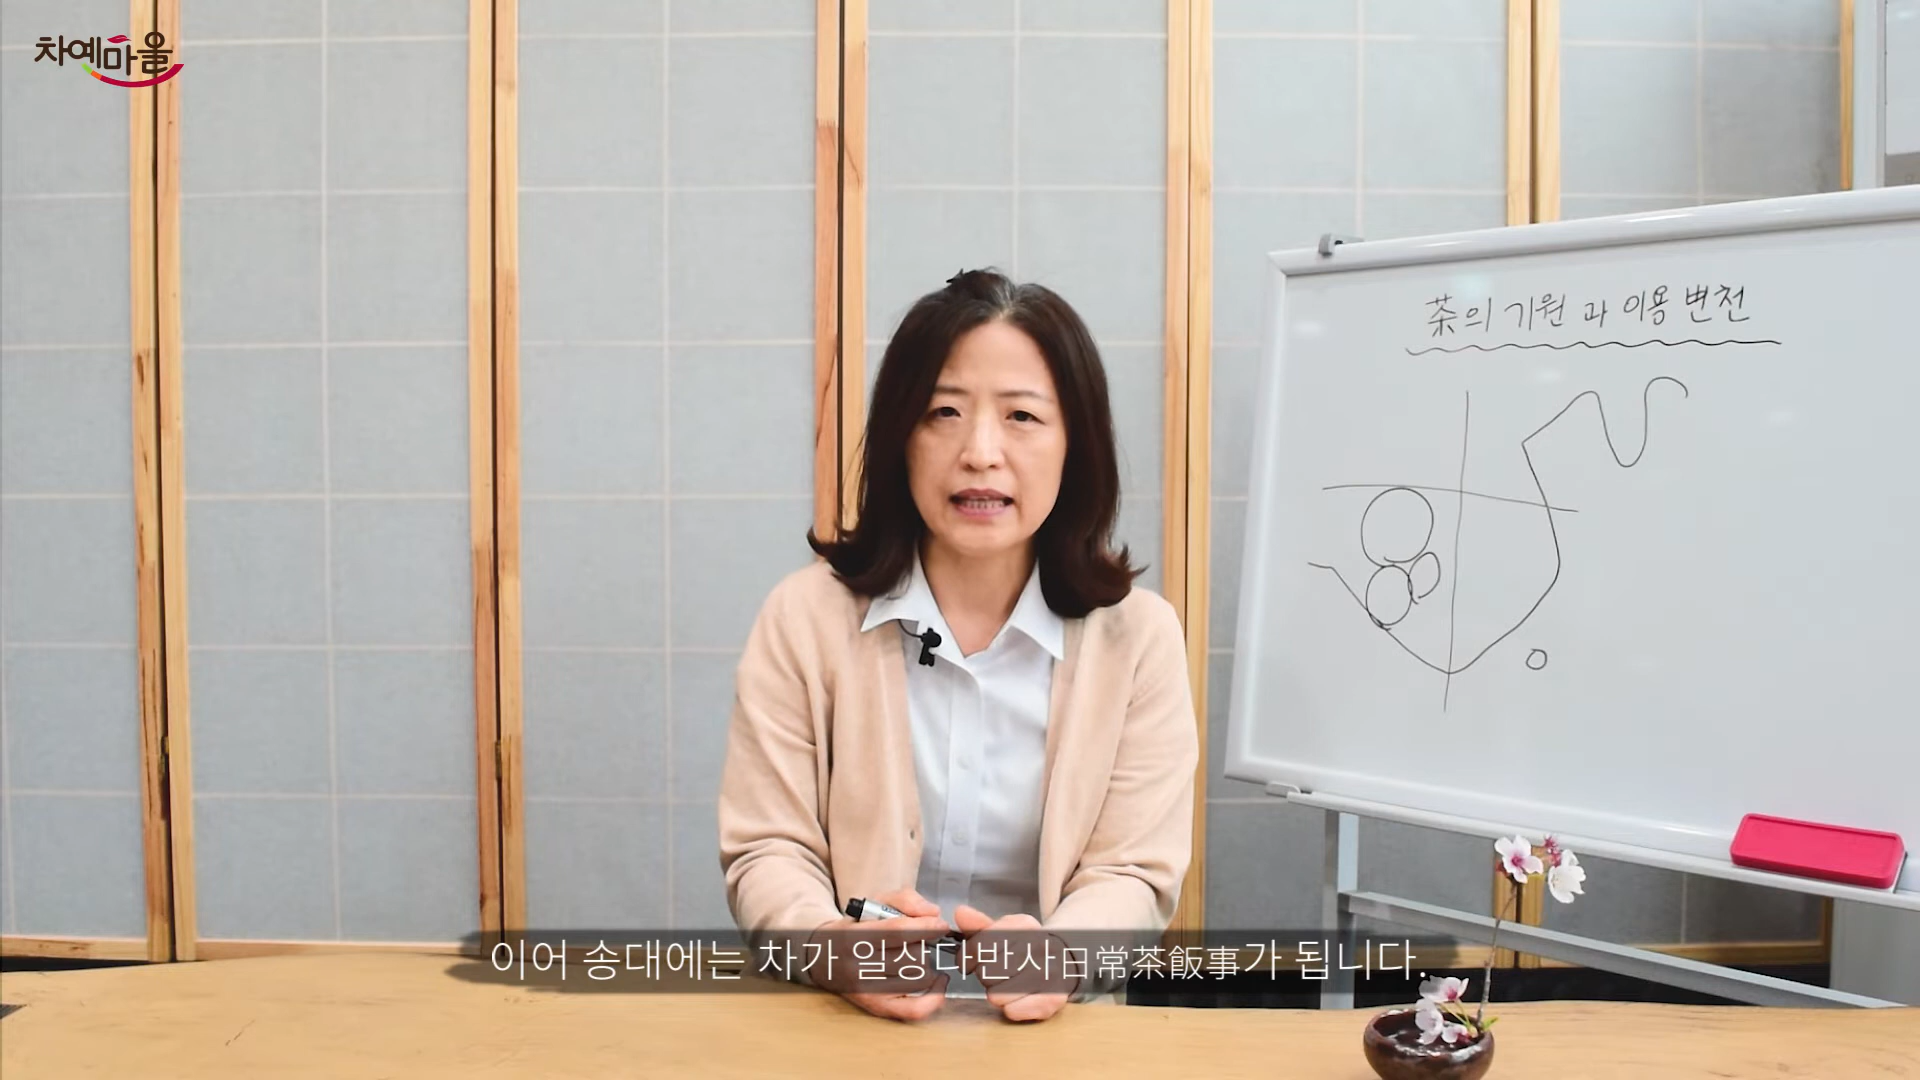 차예마을
茶의 기원과 이용 변천
이어 송대에는 차가 일상다반사日常茶飯事가 됩니다.